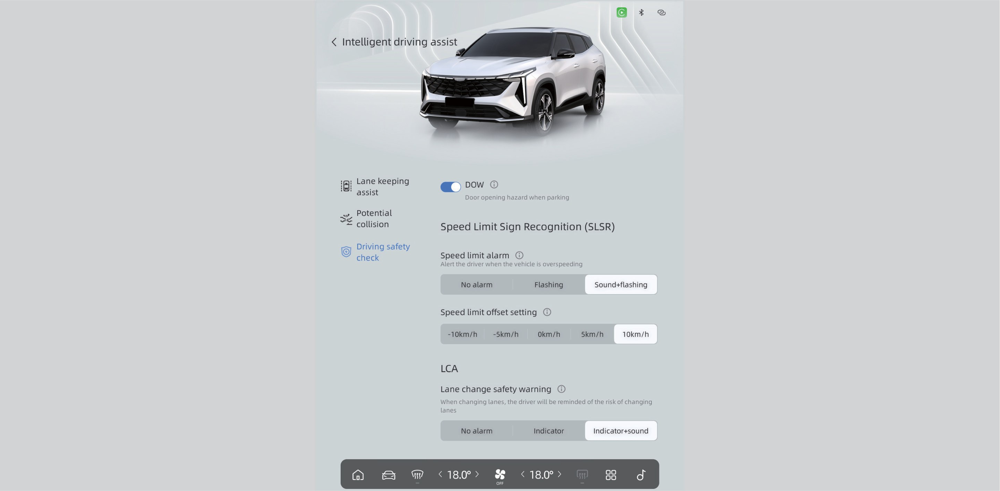 Intelligent driving assist
Lane keeping
assist
Potential
collision
Driving safety
check
DOW
Door opening hazard when parking
Speed Limit Sign Recognition (SLSR)
Speed limit alarm
Alert the driver when the vehicle is overspeeding
No alarm Flashing Sound+flashing
Speed limit offset setting
-10km/h -5km/h 0km/h 5km/h 10km/h
LCA
Lane change safety warning
When changing lanes, the driver will be reminded of the risk of changing
lanes
No alarm Indicator Indicator+sound
18.0° 18.0°
OFF